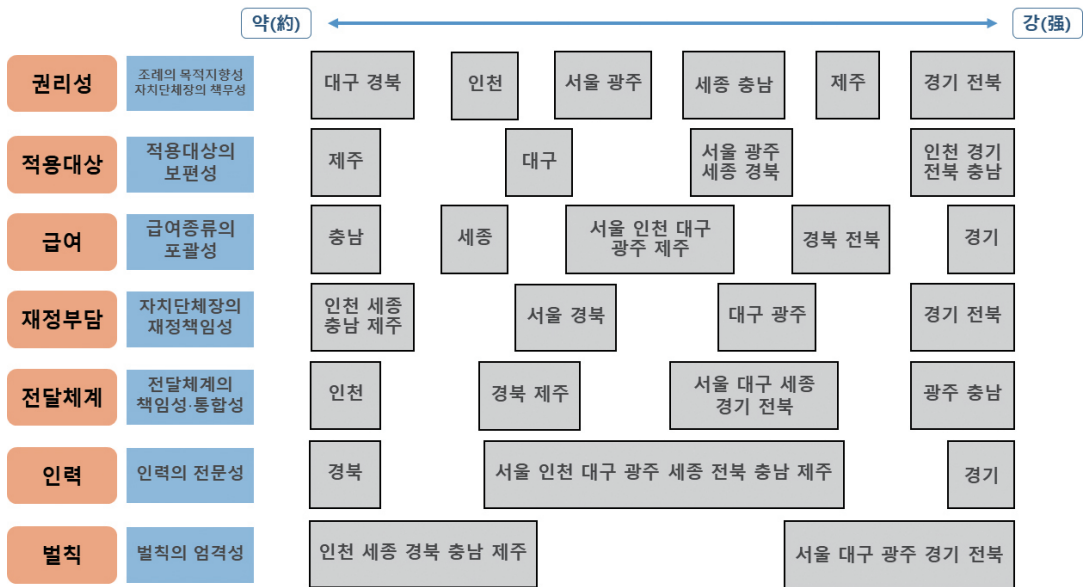 약(約)
강(强)
권리성
조례의 목적지향성
자치단체장의 책무성
대구 경북
인천
서울 광주
세종 충남
제주
경기 전북
적용대상
적용대상의
보편성
제주
대구
서울 광주
세종 경북
인천 경기
전북 충남
급여
급여종류의
포괄성
충남
세종
서울 인천 대구
광주 제주
경북 전북
경기
재정부담
자치단체장의
재정책임성
인천 세종
충남 제주
서울 경북
대구 광주
경기 전북
전달체계
전달체계의
책임성·통합성
인천
경북 제주
서울 대구 세종
경기 전북
광주 충남
인력
인력의 전문성
경북
서울 인천 대구 광주 세종 전북 충남 제주
경기
벌칙
벌칙의 엄격성
인천 세종 경북 충남 제주
서울 대구 광주 경기 전북